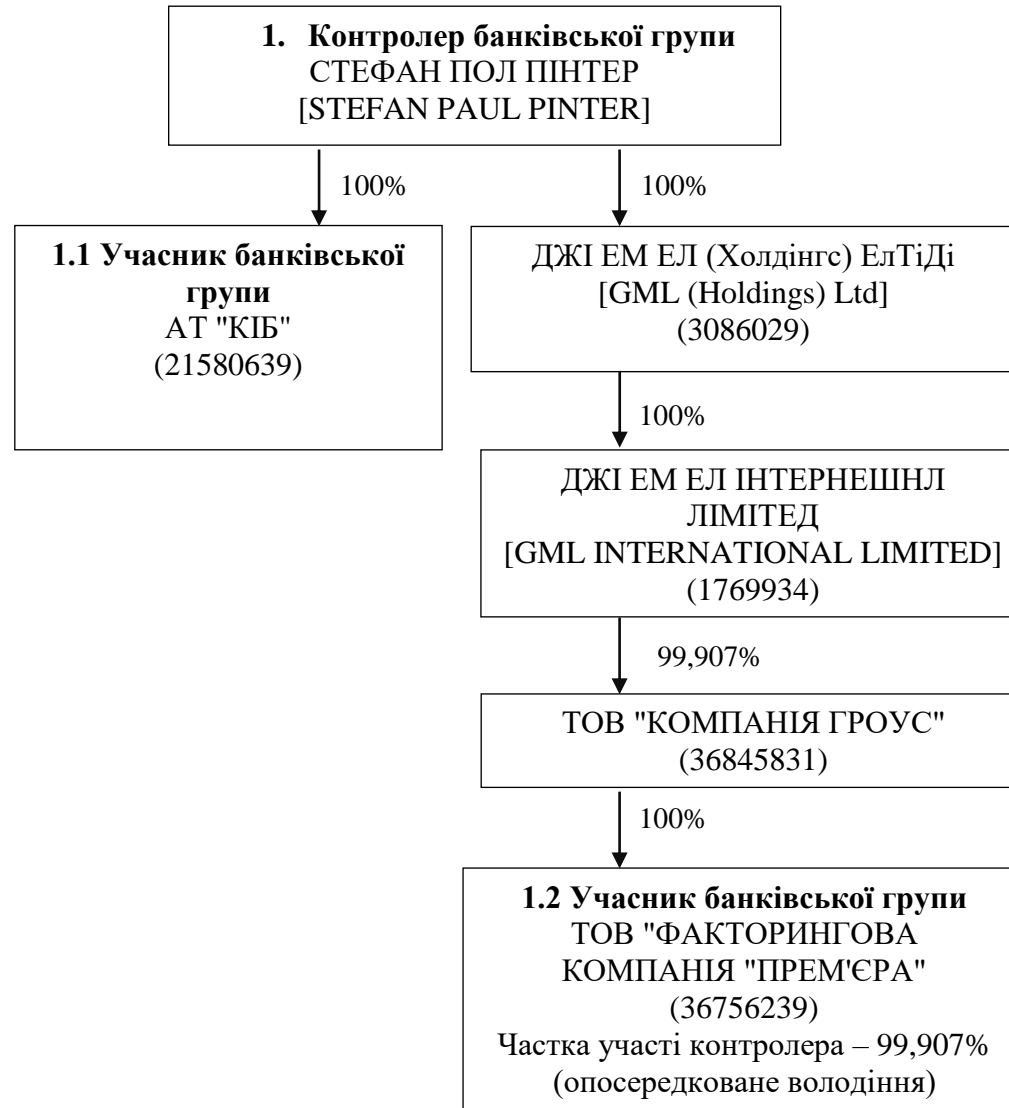 1. Контролер банківської групи
СТЕФАН ПОЛ ПІНТЕР
[STEFAN PAUL PINTER]
100%
100%
1.1 Учасник банківської
групи
АТ "КІБ"
(21580639)
ДЖІ ЕМ ЕЛ (Холдінгс) ЕлТіДі
[GML (Holdings) Ltd]
(3086029)
100%
ДЖІ ЕМ ЕЛ ІНТЕРНЕШНЛ
ЛІМІТЕД
[GML INTERNATIONAL LIMITED]
(1769934)
99,907%
ТОВ "КОМПАНІЯ ГРОУС"
(36845831)
100%
1.2 Учасник банківської групи
ТОВ "ФАКТОРИНГОВА
КОМПАНІЯ "ПРЕМ'ЄРА"
(36756239)
Частка участі контролера – 99,907%
(опосередковане володіння)